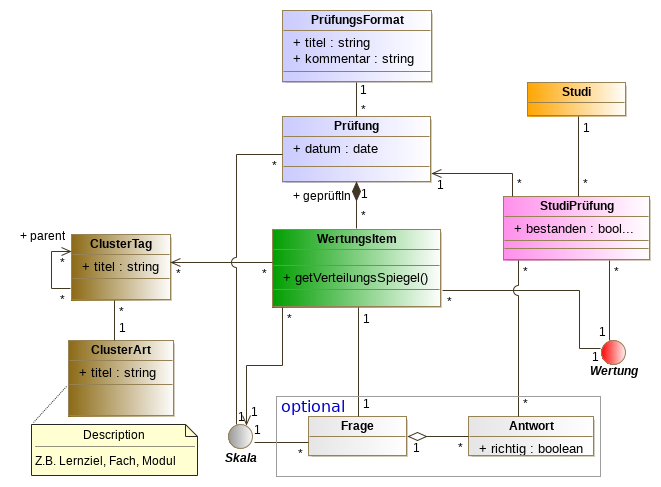 PrüfungsFormat
+ titel : string
+ kommentar : string
1
*
Studi
1
*
Prüfung
+ datum : date
*
1
*
+ geprüftIn
1
*
StudiPrüfung
+ bestanden : bool...
*
*
+ parent
*
*
ClusterTag
+ titel : string
*
*
WertungsItem
+ getVerteilungsSpiegel()
*
*
1
*
1
ClusterArt
+ titel : string
1
1
Wertung
Description
Z.B. Lernziel, Fach, Modul
optional
1
1
1
Skala
*
1
Frage
1
*
*
Antwort
+ richtig : boolean